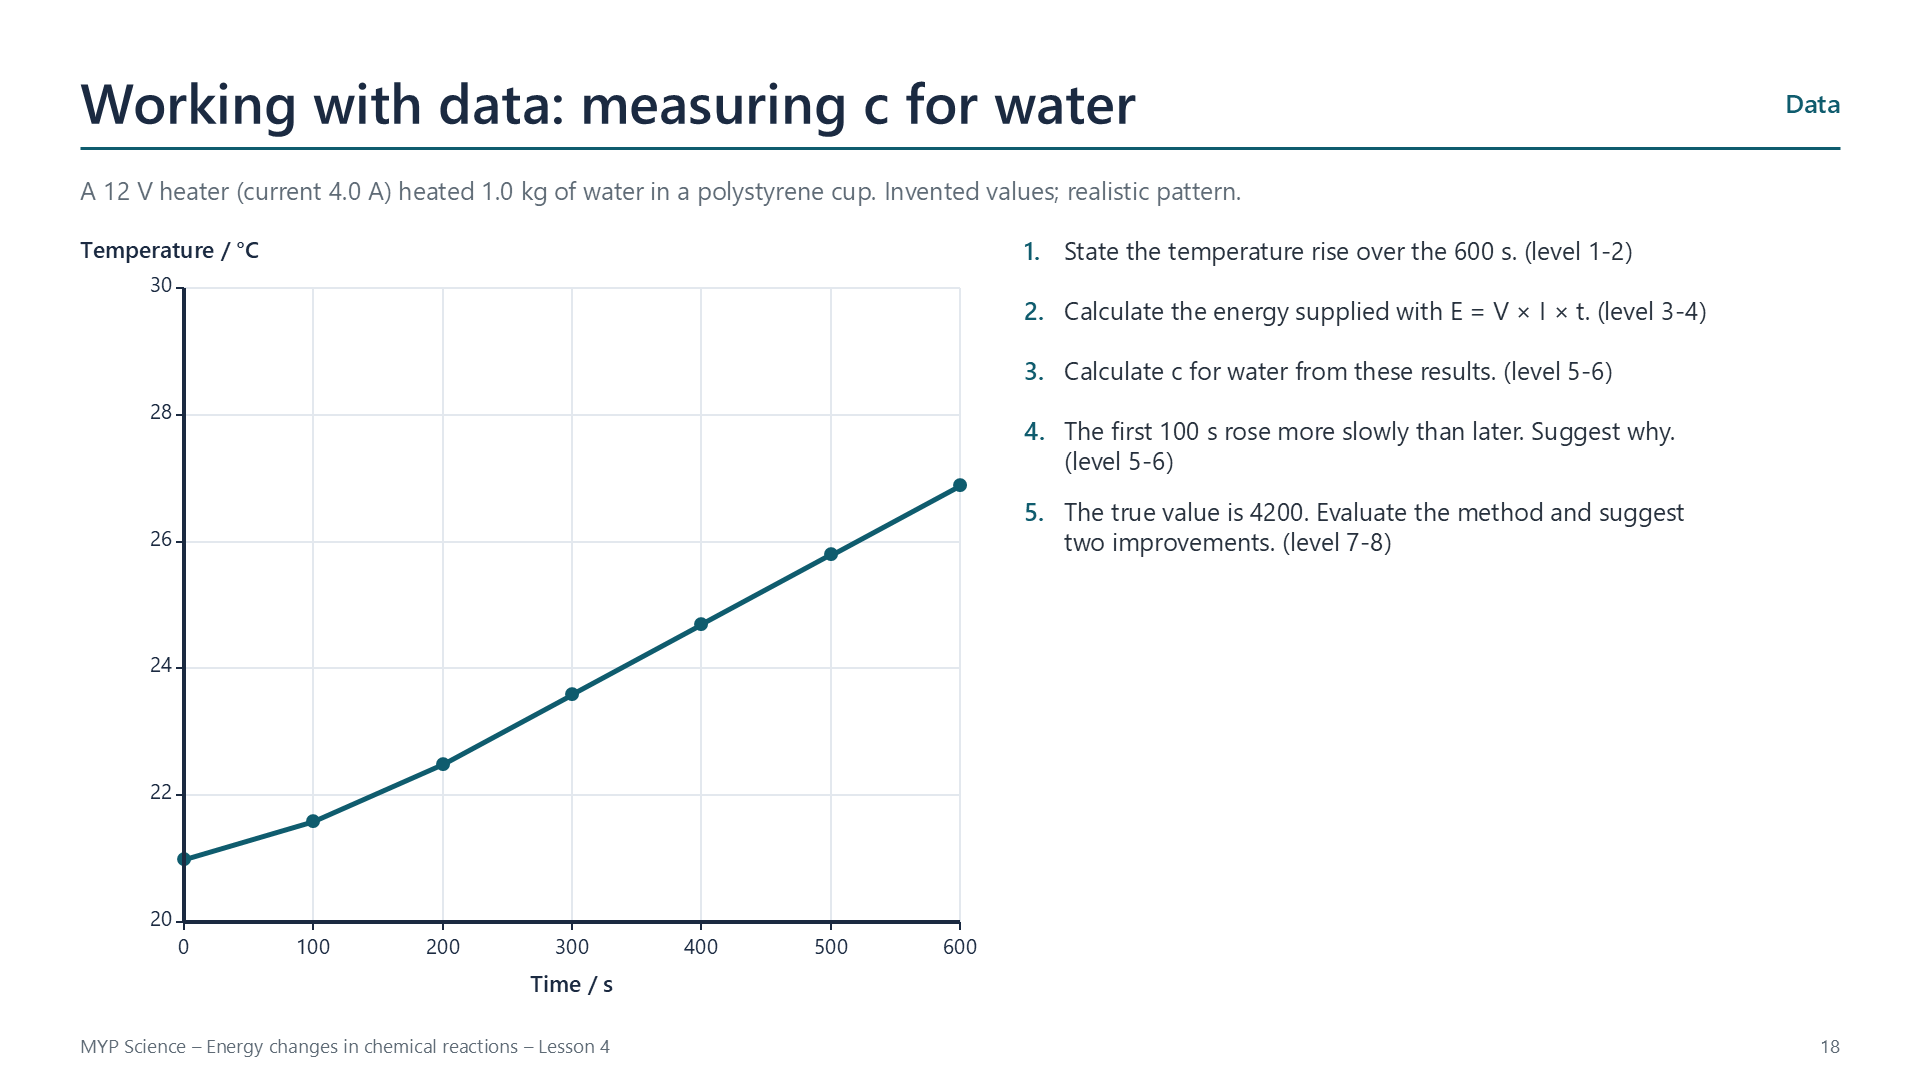 Working with data: measuring c for water
Data
A 12 V heater (current 4.0 A) heated 1.0 kg of water in a polystyrene cup. Invented values; realistic pattern.
Temperature / °C
30
28
26
24
22
20
0 100 200 300 400 500 600
Time / s
1. State the temperature rise over the 600 s. (level 1-2)
2. Calculate the energy supplied with E = V × I × t. (level 3-4)
3. Calculate c for water from these results. (level 5-6)
4. The first 100 s rose more slowly than later. Suggest why.
(level 5-6)
5. The true value is 4200. Evaluate the method and suggest
two improvements. (level 7-8)
MYP Science – Energy changes in chemical reactions – Lesson 4
18